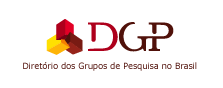 DGP
Diretório dos Grupos de Pesquisa no Brasil